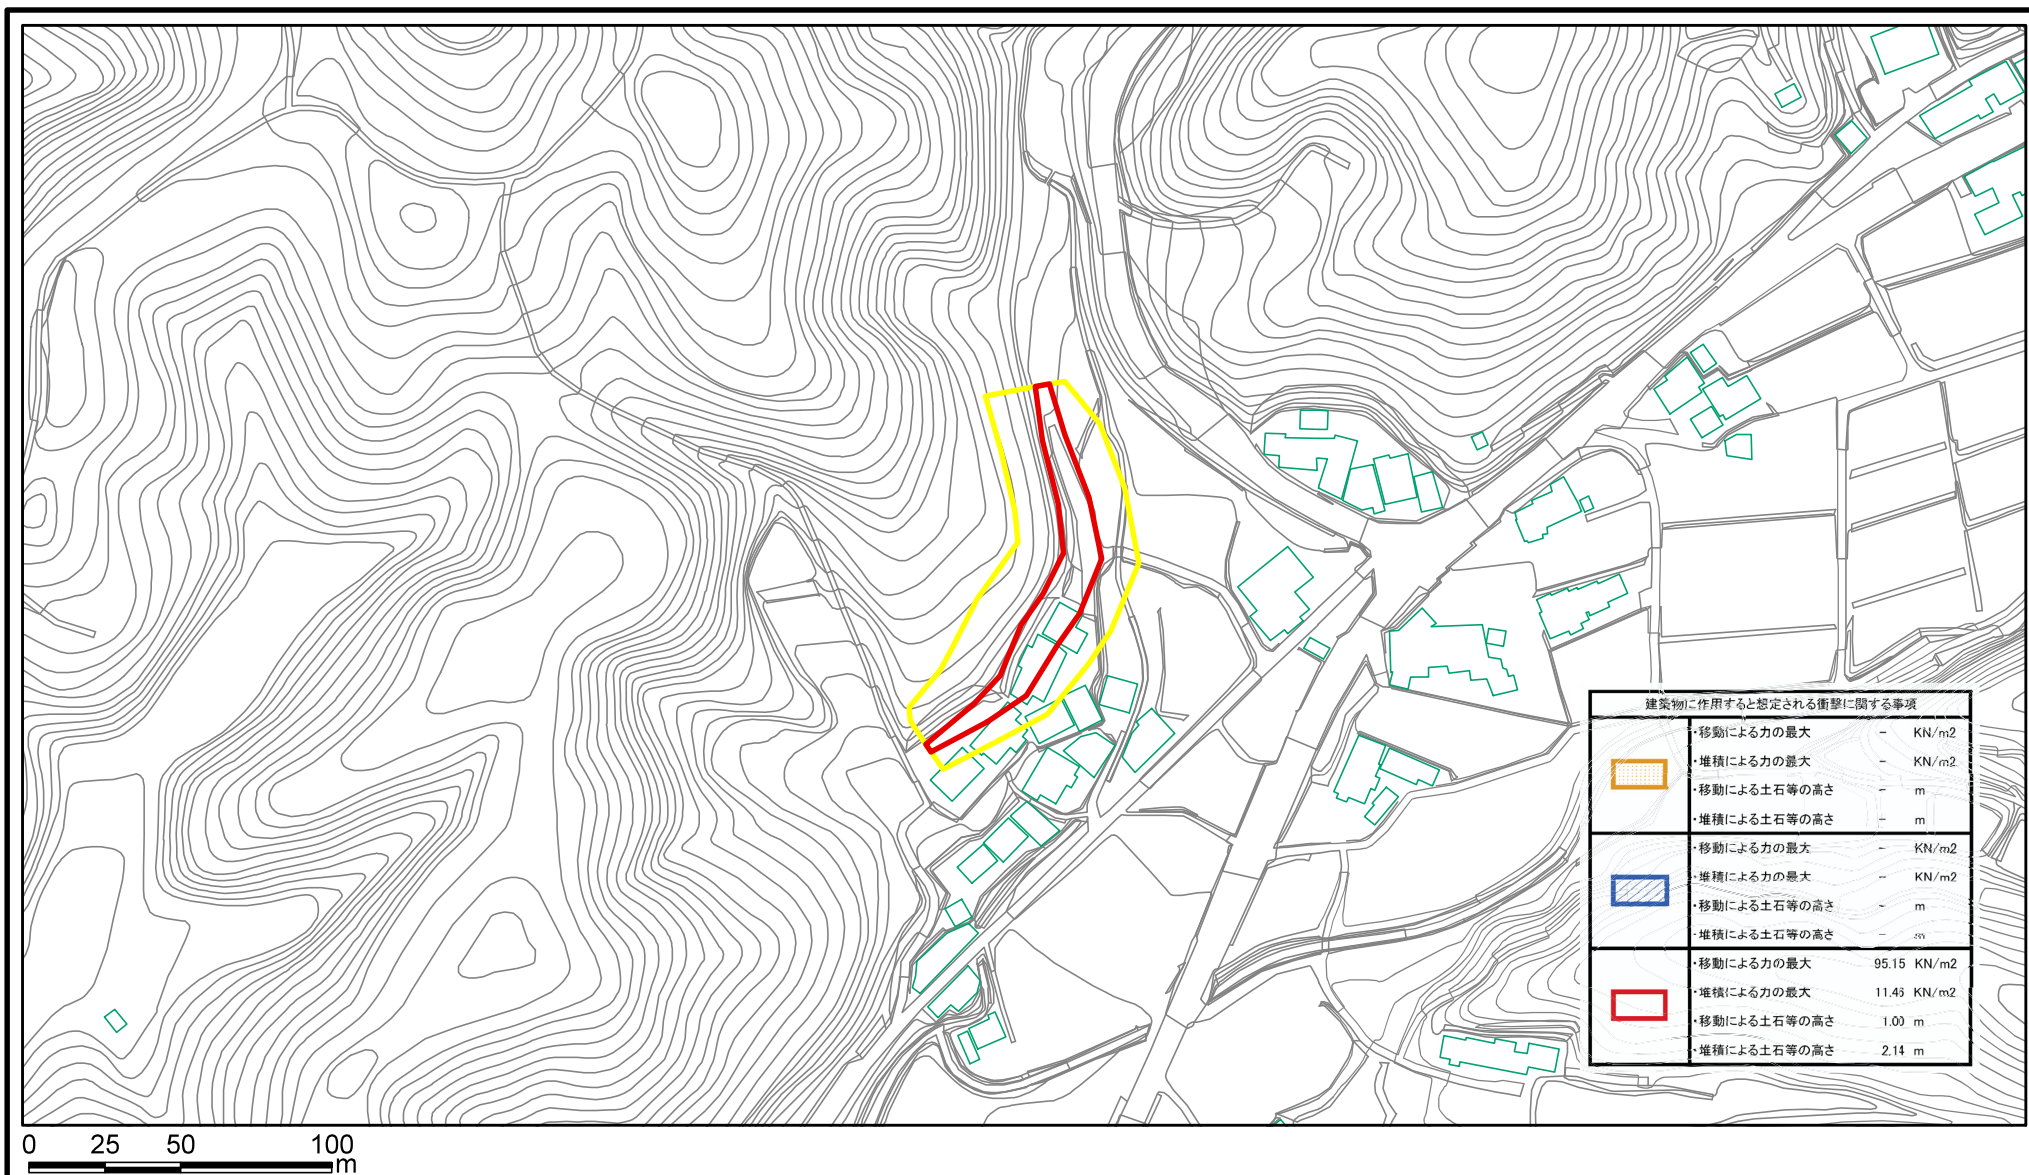 建築物に作用すると想定される衝撃に関する事項
・移動による力の最大 － KN/m2
・堆積による力の最大 － KN/m2
・移動による土石等の高さ － m
・堆積による土石等の高さ － m
・移動による力の最大 － KN/m2
・堆積による力の最大 － KN/m2
・移動による土石等の高さ － m
・堆積による土石等の高さ －
・移動による力の最大 95.15 KN/m2
・堆積による力の最大 11.46 KN/m2
・移動による土石等の高さ 1.00 m
・堆積による土石等の高さ 2.14 m
0 25 50 100
m